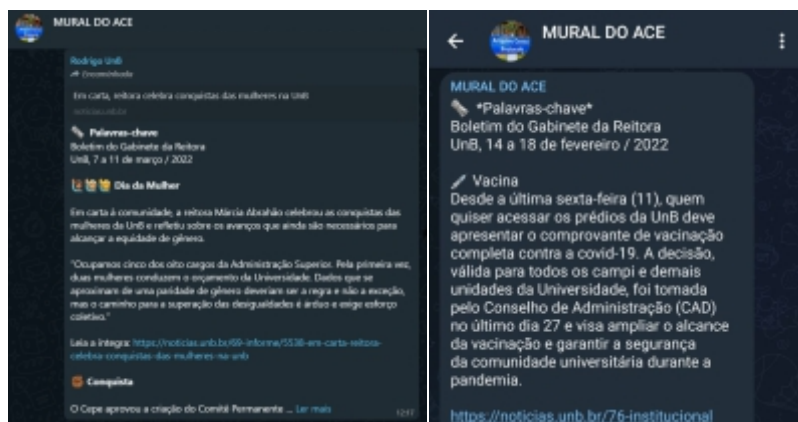 MURAL DO ACE
Rodrigo UnB
Encaminhada
Em carta, reitora celebra conquistas das mulheres na UnB
noticias.unb.br
Palavras-chave
Boletim do Gabinete da Reitora
UnB, 7 a 11 de março / 2022
Dia da Mulher
Em carta à comunidade, a reitora Márcia Abrahão celebrou as conquistas das
mulheres da UnB e refletiu sobre os avanços que ainda são necessários para
alcançar a equidade de gênero.
"Ocupamos cinco dos oito cargos da Administração Superior. Pela primeira vez,
duas mulheres conduzem o orçamento da Universidade. Dados que se
aproximam de uma paridade de gênero deveriam ser a regra e não a exceção,
mas o caminho para a superação das desigualdades é árduo e exige esforço
coletivo."
Leia a íntegra: https://noticias.unb.br/69-informe/5538-em-carta-reitora-
celebra-conquistas-das-mulheres-na-unb
Conquista
O Cepe aprovou a criação do Comitê Permanente ... Ler mais
12:37
MURAL DO ACE
MURAL DO ACE
*Palavras-chave*
Boletim do Gabinete da Reitora
UnB, 14 a 18 de fevereiro / 2022
Vacina
Desde a última sexta-feira (11), quem
quiser acessar os prédios da UnB deve
apresentar o comprovante de vacinação
completa contra a covid-19. A decisão,
válida para todos os campi e demais
unidades da Universidade, foi tomada
pelo Conselho de Administração (CAD)
no último dia 27 e visa ampliar o alcance
da vacinação e garantir a segurança
da comunidade universitária durante a
pandemia.
https://noticias.unb.br/76-institucional